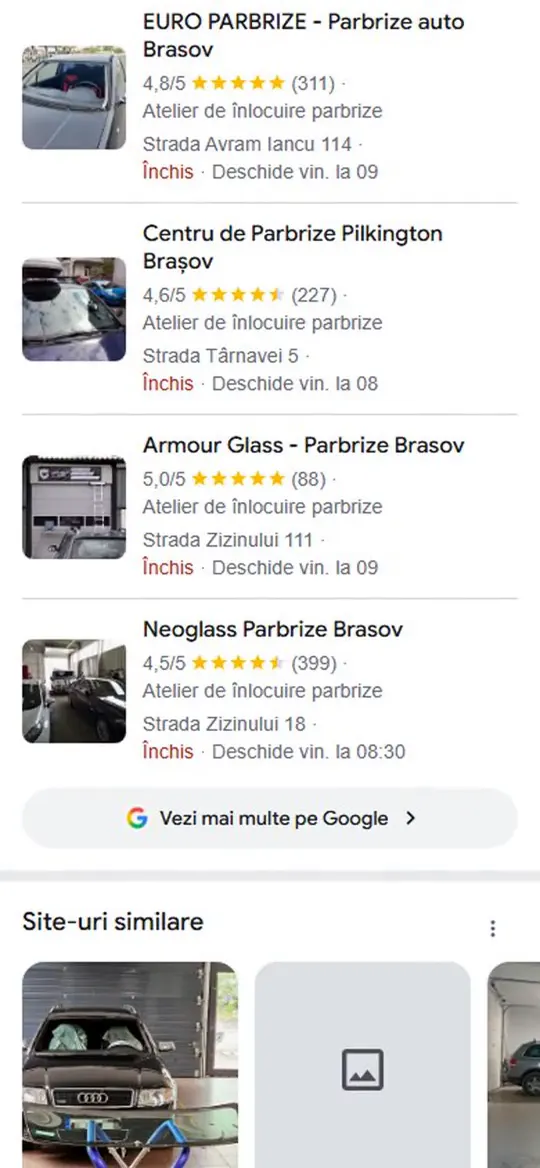 EURO PARBRIZE - Parbrize auto
Brasov
4,8/5 (311) ·
Atelier de înlocuire parbrize
Strada Avram Iancu 114 ·
Închis · Deschide vin. la 09
Centru de Parbrize Pilkington
Brașov
4,6/5 (227) ·
Atelier de înlocuire parbrize
Strada Târnavei 5 ·
Închis · Deschide vin. la 08
Armour Glass - Parbrize Brasov
5,0/5 (88) ·
Atelier de înlocuire parbrize
Strada Zizinului 111 ·
Închis · Deschide vin. la 09
Neoglass Parbrize Brasov
4,5/5 (399) ·
Atelier de înlocuire parbrize
Strada Zizinului 18 ·
Închis · Deschide vin. la 08:30
Vezi mai multe pe Google
Site-uri similare